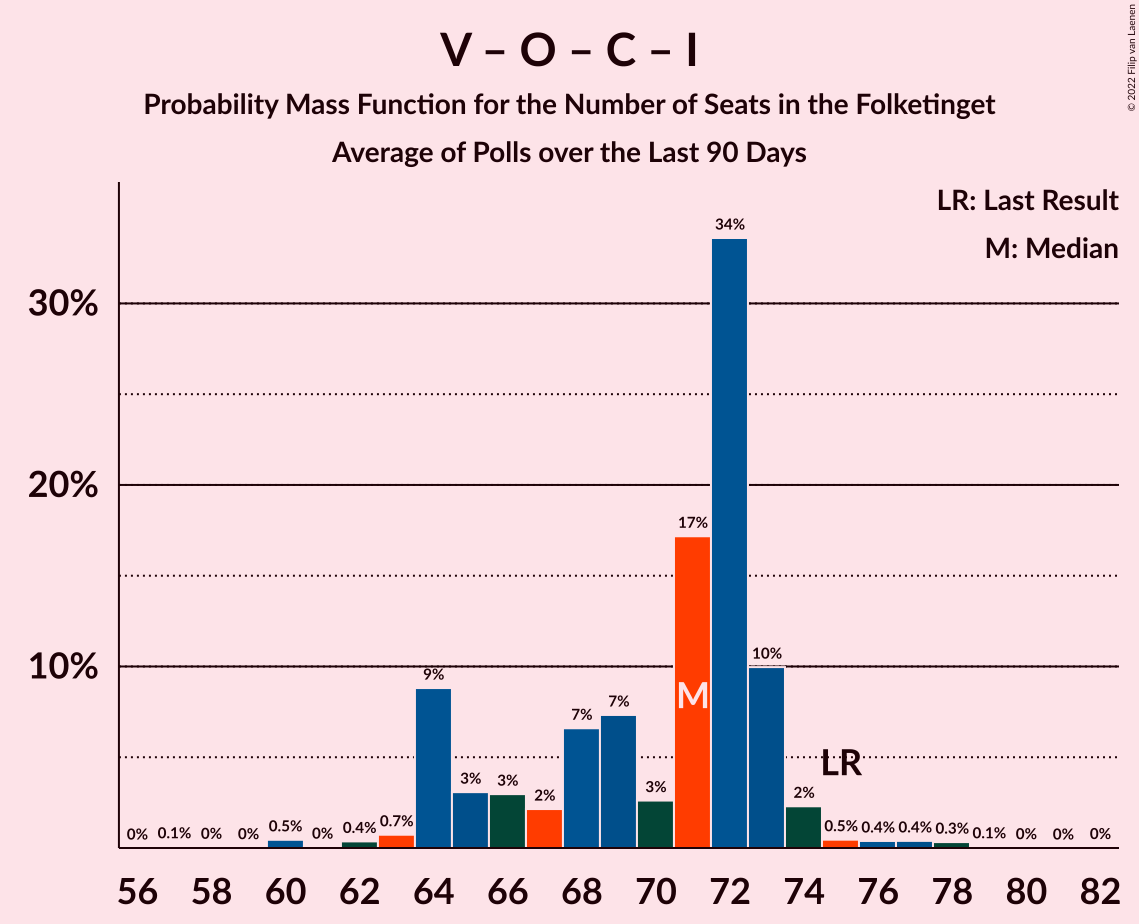 © 2022 Filip van Laenen
V – O – C – I
Probability Mass Function for the Number of Seats in the Folketinget
Average of Polls over the Last 90 Days
LR: Last Result
M: Median
30%
20%
10%
0% 0.1% 0% 0% 0.5% 0% 0.4% 0.7% 9% 3% 3% 2% 7% 7% 3% 17% 34% 10% 2% 0.5% 0.4% 0.4% 0.3% 0.1% 0% 0% 0%
M
LR
56 58 60 62 64 66 68 70 72 74 76 78 80 82